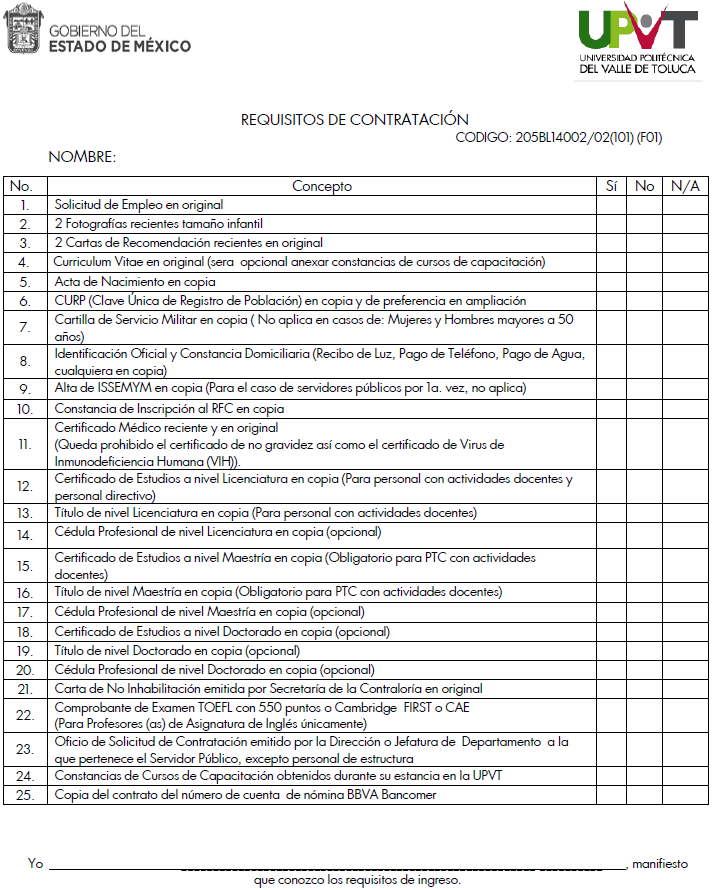 GOBIERNO DEL
ESTADO DE MÉXICO
UPVT
UNIVERSIDAD POLITÉCNICA
DEL VALLE DE TOLUCA
REQUISITOS DE CONTRATACIÓN
CODIGO: 205BL14002/02(101) (F01)
NOMBRE:
No. Concepto Sí No N/A
1. Solicitud de Empleo en original
2. 2 Fotografías recientes tamaño infantil
3. 2 Cartas de Recomendación recientes en original
4. Curriculum Vitae en original (sera opcional anexar constancias de cursos de capacitación)
5. Acta de Nacimiento en copia
6. CURP (Clave Única de Registro de Población) en copia y de preferencia en ampliación
7. Cartilla de Servicio Militar en copia ( No aplica en casos de: Mujeres y Hombres mayores a 50
años)
8. Identificación Oficial y Constancia Domiciliaria (Recibo de Luz, Pago de Teléfono, Pago de Agua,
cualquiera en copia)
9. Alta de ISSEMYM en copia (Para el caso de servidores públicos por 1a. vez, no aplica)
10. Constancia de Inscripción al RFC en copia
11. Certificado Médico reciente y en original
(Queda prohibido el certificado de no gravidez así como el certificado de Virus de
Inmunodeficiencia Humana (VIH)).
12. Certificado de Estudios a nivel Licenciatura en copia (Para personal con actividades docentes y
personal directivo)
13. Título de nivel Licenciatura en copia (Para personal con actividades docentes)
14. Cédula Profesional de nivel Licenciatura en copia (opcional)
15. Certificado de Estudios a nivel Maestría en copia (Obligatorio para PTC con actividades
docentes)
16. Título de nivel Maestría en copia (Obligatorio para PTC con actividades docentes)
17. Cédula Profesional de nivel Maestría en copia (opcional)
18. Certificado de Estudios a nivel Doctorado en copia (opcional)
19. Título de nivel Doctorado en copia (opcional)
20. Cédula Profesional de nivel Doctorado en copia (opcional)
21. Carta de No Inhabilitación emitida por Secretaría de la Contraloría en original
22. Comprobante de Examen TOEFL con 550 puntos o Cambridge FIRST o CAE
(Para Profesores (as) de Asignatura de Inglés únicamente)
23. Oficio de Solicitud de Contratación emitido por la Dirección o Jefatura de Departamento a la
que pertenece el Servidor Público, excepto personal de estructura
24. Constancias de Cursos de Capacitación obtenidos durante su estancia en la UPVT
25. Copia del contrato del número de cuenta de nómina BBVA Bancomer
Yo ______________________, manifiesto
que conozco los requisitos de ingreso.